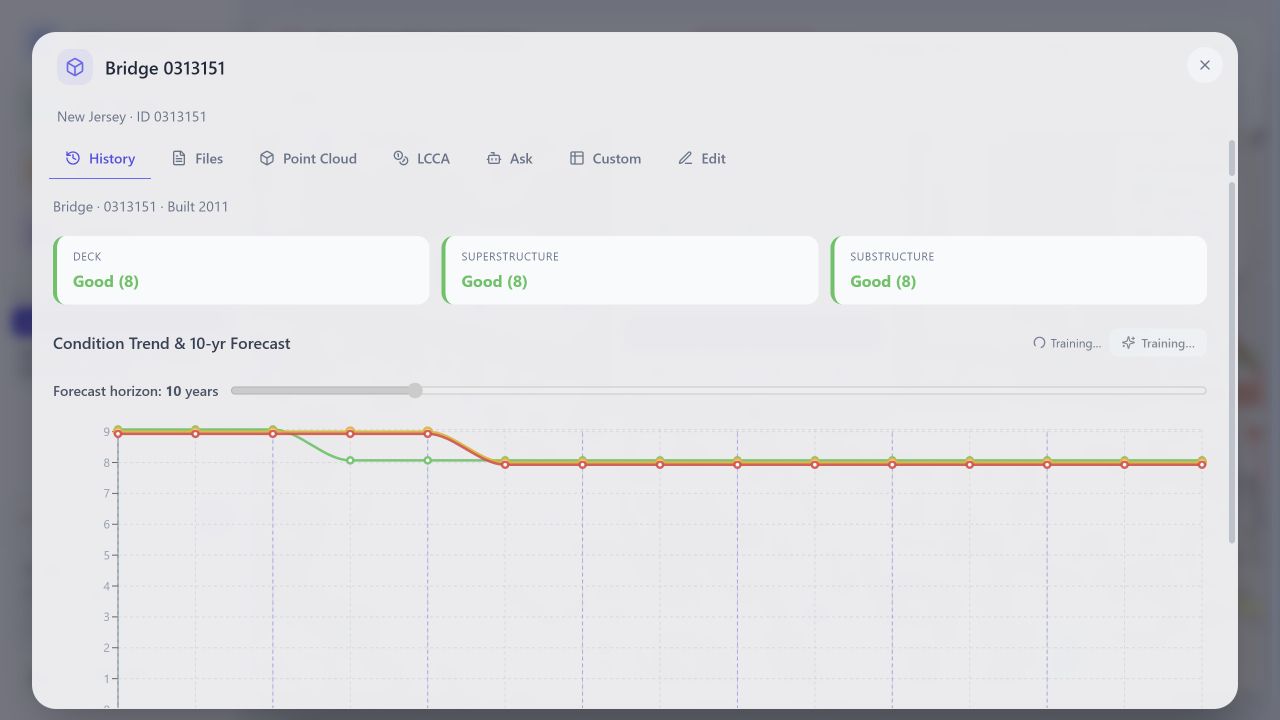 Bridge 0313151
New Jersey · ID 0313151
History Files Point Cloud LCCA Ask Custom Edit
Bridge · 0313151 · Built 2011
DECK
Good (8)
SUPERSTRUCTURE
Good (8)
SUBSTRUCTURE
Good (8)
Condition Trend & 10-yr Forecast
Training... Training...
Forecast horizon: 10 years
9
8
7
6
5
4
3
2
1